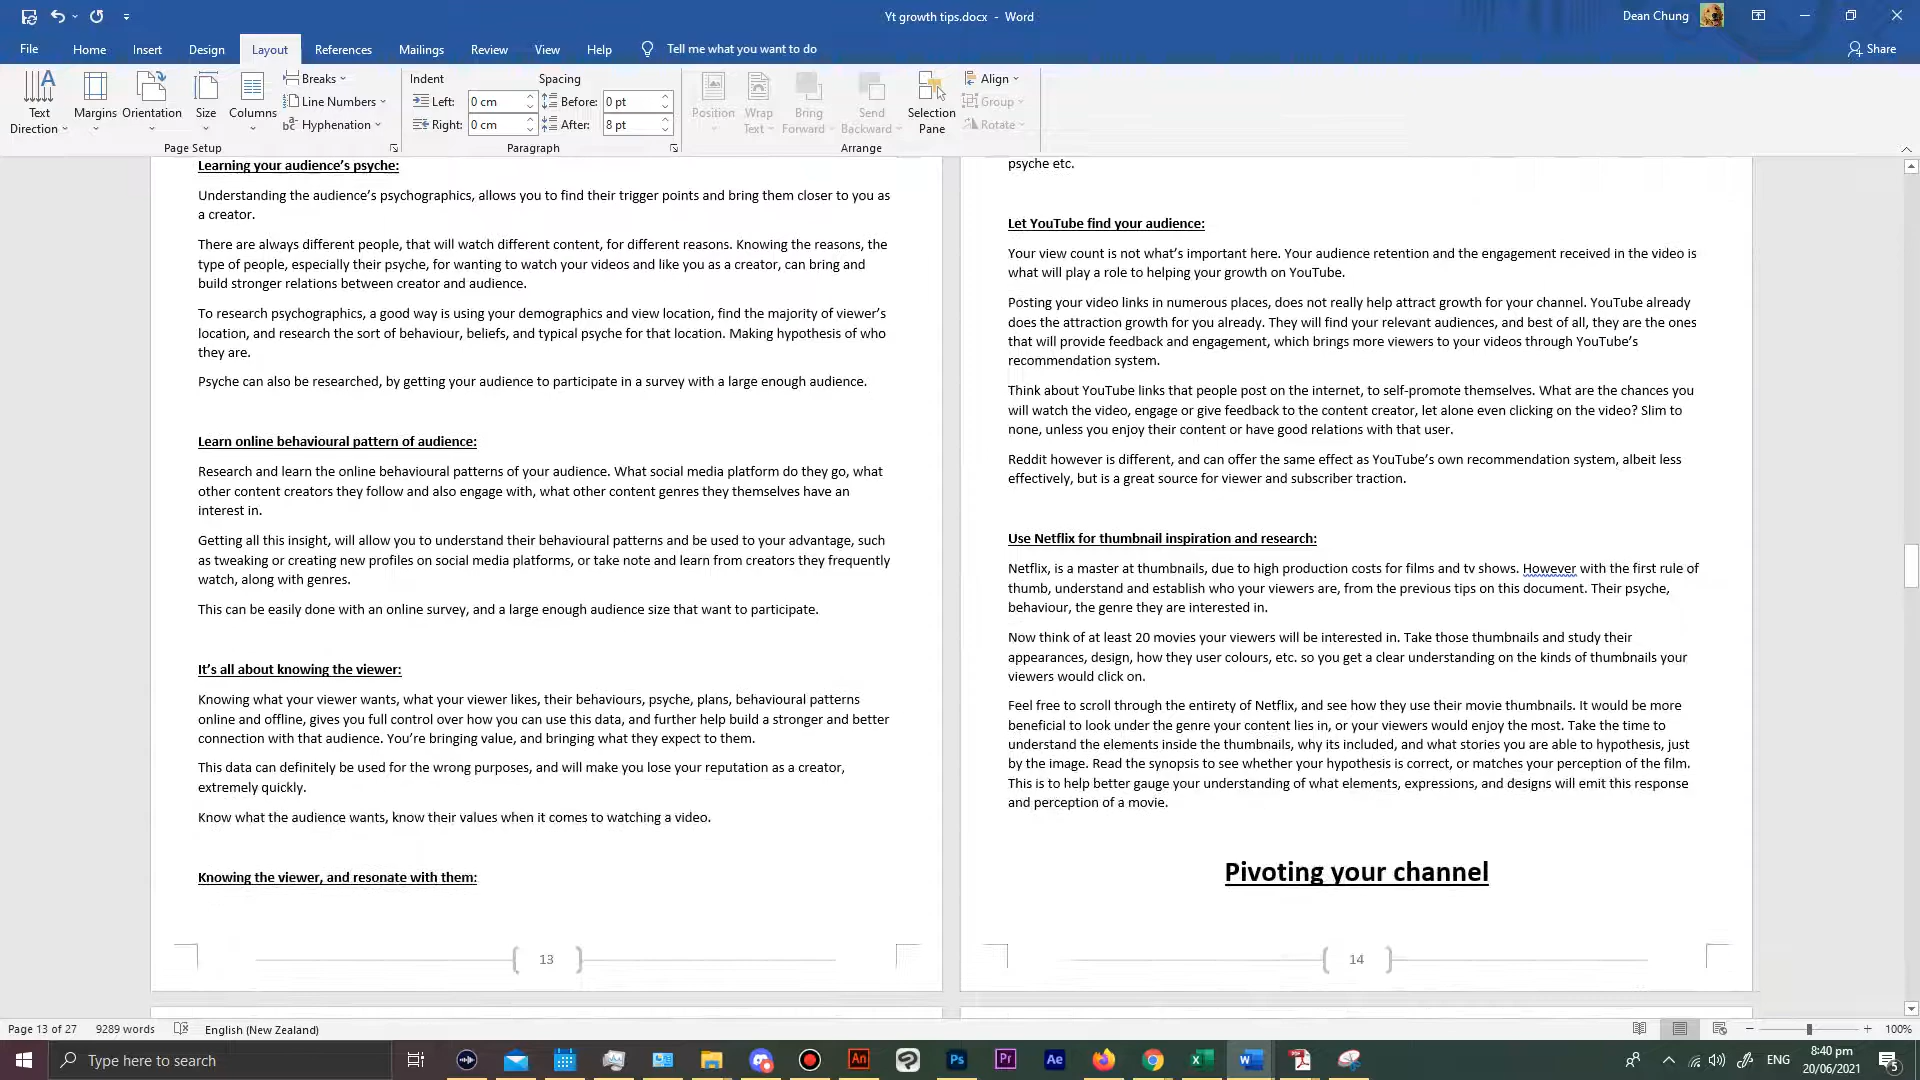 Yt growth tips.docx - Word
Dean Chung
File
Home
Insert
Design
Layout
References
Mailings
Review
View
Help
Tell me what you want to do
Share
Text Direction
Margins
Orientation
Size
Columns
Breaks
Line Numbers
Hyphenation
Page Setup
Indent
Left: 0 cm
Right: 0 cm
Spacing
Before: 0 pt
After: 8 pt
Paragraph
Position
Wrap Text
Bring Forward
Send Backward
Selection Pane
Align
Group
Rotate
Arrange
Learning your audience’s psyche:
Understanding the audience’s psychographics, allows you to find their trigger points and bring them closer to you as
a creator.
There are always different people, that will watch different content, for different reasons. Knowing the reasons, the
type of people, especially their psyche, for wanting to watch your videos and like you as a creator, can bring and
build stronger relations between creator and audience.
To research psychographics, a good way is using your demographics and view location, find the majority of viewer’s
location, and research the sort of behaviour, beliefs, and typical psyche for that location. Making hypothesis of who
they are.
Psyche can also be researched, by getting your audience to participate in a survey with a large enough audience.
Learn online behavioural pattern of audience:
Research and learn the online behavioural patterns of your audience. What social media platform do they go, what
other content creators they follow and also engage with, what other content genres they themselves have an
interest in.
Getting all this insight, will allow you to understand their behavioural patterns and be used to your advantage, such
as tweaking or creating new profiles on social media platforms, or take note and learn from creators they frequently
watch, along with genres.
This can be easily done with an online survey, and a large enough audience size that want to participate.
It’s all about knowing the viewer:
Knowing what your viewer wants, what your viewer likes, their behaviours, psyche, plans, behavioural patterns
online and offline, gives you full control over how you can use this data, and further help build a stronger and better
connection with that audience. You’re bringing value, and bringing what they expect to them.
This data can definitely be used for the wrong purposes, and will make you lose your reputation as a creator,
extremely quickly.
Know what the audience wants, know their values when it comes to watching a video.
Knowing the viewer, and resonate with them:
13
psyche etc.
Let YouTube find your audience:
Your view count is not what’s important here. Your audience retention and the engagement received in the video is
what will play a role to helping your growth on YouTube.
Posting your video links in numerous places, does not really help attract growth for your channel. YouTube already
does the attraction growth for you already. They will find your relevant audiences, and best of all, they are the ones
that will provide feedback and engagement, which brings more viewers to your videos through YouTube’s
recommendation system.
Think about YouTube links that people post on the internet, to self-promote themselves. What are the chances you
will watch the video, engage or give feedback to the content creator, let alone even clicking on the video? Slim to
none, unless you enjoy their content or have good relations with that user.
Reddit however is different, and can offer the same effect as YouTube’s own recommendation system, albeit less
effectively, but is a great source for viewer and subscriber traction.
Use Netflix for thumbnail inspiration and research:
Netflix, is a master at thumbnails, due to high production costs for films and tv shows. However with the first rule of
thumb, understand and establish who your viewers are, from the previous tips on this document. Their psyche,
behaviour, the genre they are interested in.
Now think of at least 20 movies your viewers will be interested in. Take those thumbnails and study their
appearances, design, how they user colours, etc. so you get a clear understanding on the kinds of thumbnails your
viewers would click on.
Feel free to scroll through the entirety of Netflix, and see how they use their movie thumbnails. It would be more
beneficial to look under the genre your content lies in, or your viewers would enjoy the most. Take the time to
understand the elements inside the thumbnails, why its included, and what stories you are able to hypothesis, just
by the image. Read the synopsis to see whether your hypothesis is correct, or matches your perception of the film.
This is to help better gauge your understanding of what elements, expressions, and designs will emit this response
and perception of a movie.
Pivoting your channel
14
Page 13 of 27
9289 words
English (New Zealand)
100%
Type here to search
An
Ps
Pr
Ae
ENG
8:40 pm
20/06/2021
5